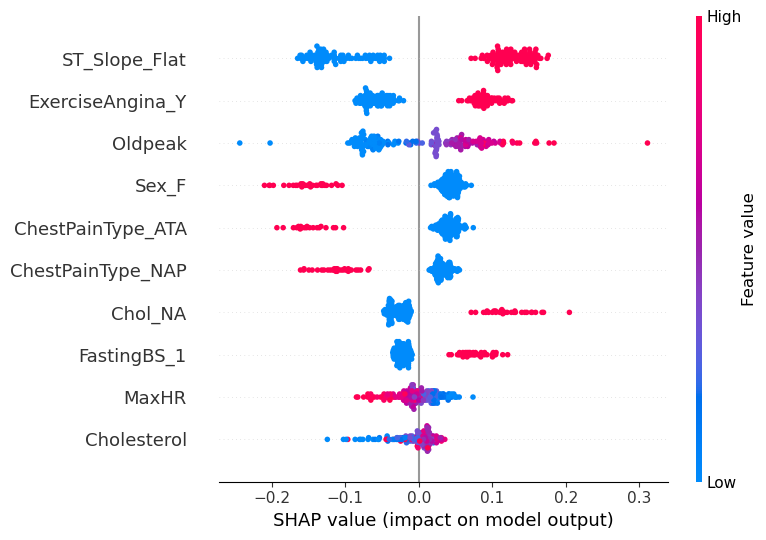 High
ST_Slope_Flat
ExerciseAngina_Y
Oldpeak
Sex_F
ChestPainType_ATA
ChestPainType_NAP
Chol_NA
FastingBS_1
MaxHR
Cholesterol
Feature value
Low
−0.2 −0.1 0.0 0.1 0.2 0.3
SHAP value (impact on model output)